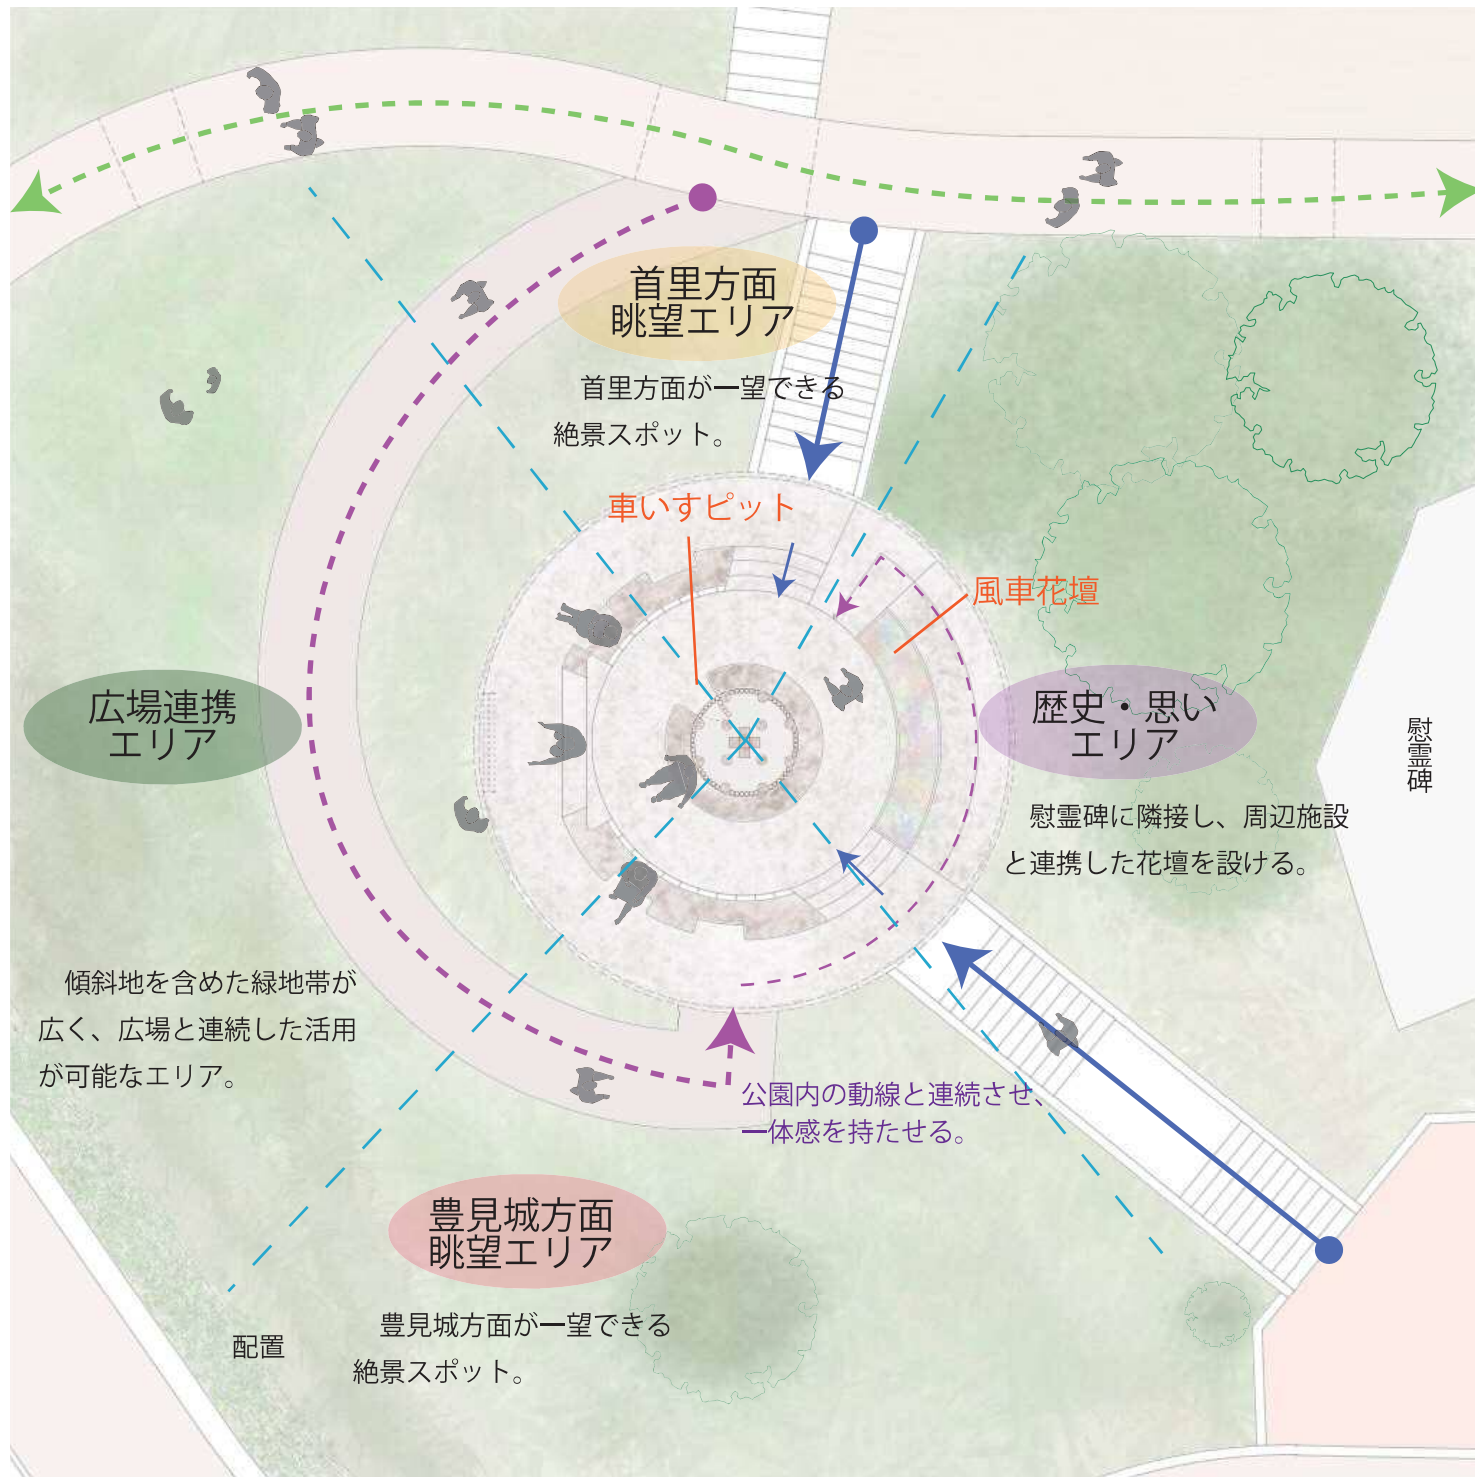 首里方面
眺望エリア
首里方面が一望できる
絶景スポット。
車いすピット
風車花壇
広場連携
エリア
歴史・思い
エリア
慰霊碑
慰霊碑に隣接し、周辺施設
と連携した花壇を設ける。
傾斜地を含めた緑地帯が
広く、広場と連続した活用
が可能なエリア。
公園内の動線と連続させ、
一体感を持たせる。
豊見城方面
眺望エリア
豊見城方面が一望できる
絶景スポット。
配置